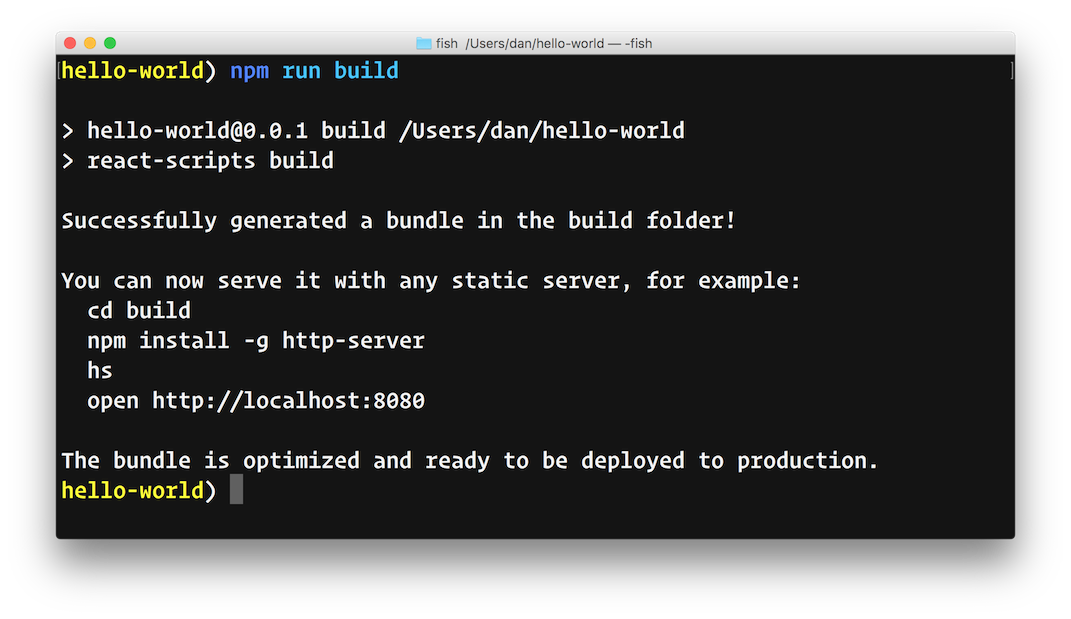 fish /Users/dan/hello-world — -fish
[hello-world) npm run build ]
> hello-world@0.0.1 build /Users/dan/hello-world
> react-scripts build
Successfully generated a bundle in the build folder!
You can now serve it with any static server, for example:
cd build
npm install -g http-server
hs
open http://localhost:8080
The bundle is optimized and ready to be deployed to production.
hello-world)